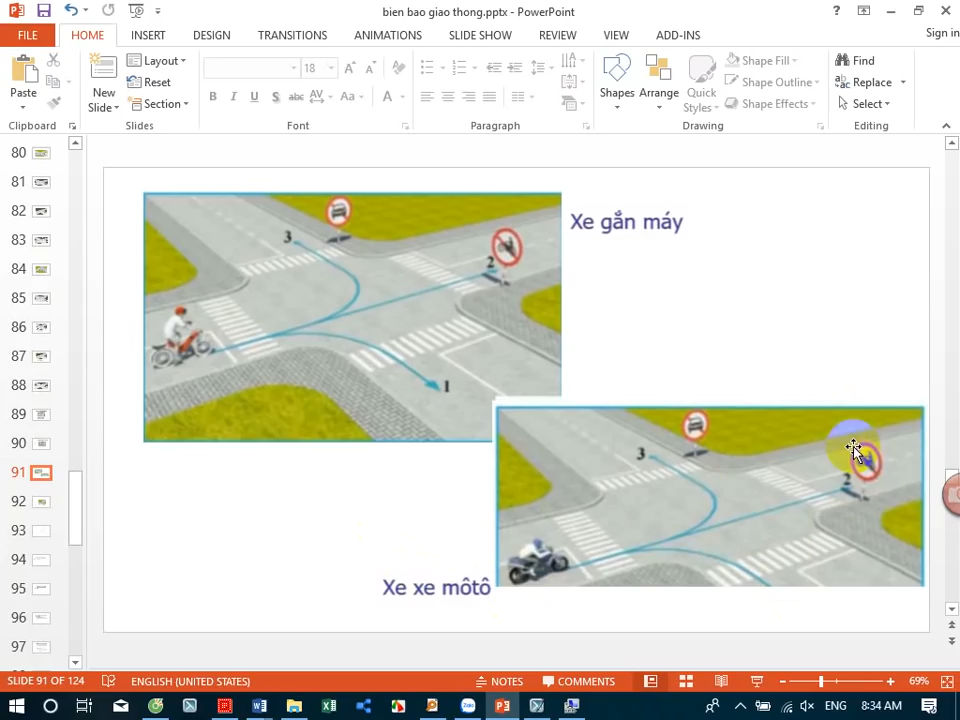 bien bao giao thong.pptx - PowerPoint
FILE HOME INSERT DESIGN TRANSITIONS ANIMATIONS SLIDE SHOW REVIEW VIEW ADD-INS Sign in
Paste
New Slide
Layout
Reset
Section
18
B I U S abc AV Aa A
Shapes
Arrange
Quick Styles
Shape Fill
Shape Outline
Shape Effects
Find
Replace
Select
Clipboard Slides Font Paragraph Drawing Editing
80
81
82
83
84
85
86
87
88
89
90
91
92
93
94
95
96
97
Xe gắn máy
3
2
1
3
2
Xe xe môtô
SLIDE 91 OF 124 ENGLISH (UNITED STATES) NOTES COMMENTS 69%
Zalo
ENG 8:34 AM